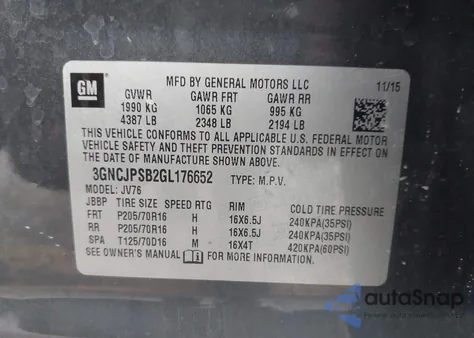 GM
MFD BY GENERAL MOTORS LLC
11/15
GVWR GAWR FRT GAWR RR
1990 KG 1065 KG 995 KG
4387 LB 2348 LB 2194 LB
THIS VEHICLE CONFORMS TO ALL APPLICABLE U.S. FEDERAL MOTOR
VEHICLE SAFETY AND THEFT PREVENTION STANDARDS IN EFFECT
ON THE DATE OF MANUFACTURE SHOWN ABOVE.
3GNCJPSB2GL176652 TYPE: M.P.V.
MODEL: JV76
JBBP TIRE SIZE SPEED RTG RIM COLD TIRE PRESSURE
FRT P205/70R16 H 16X6.5J 240KPA(35PSI)
RR P205/70R16 H 16X6.5J 240KPA(35PSI)
SPA T125/70D16 M 16X4T 420KPA(60PSI)
SEE OWNER'S MANUAL FOR MORE INFORMATION
autoSnap